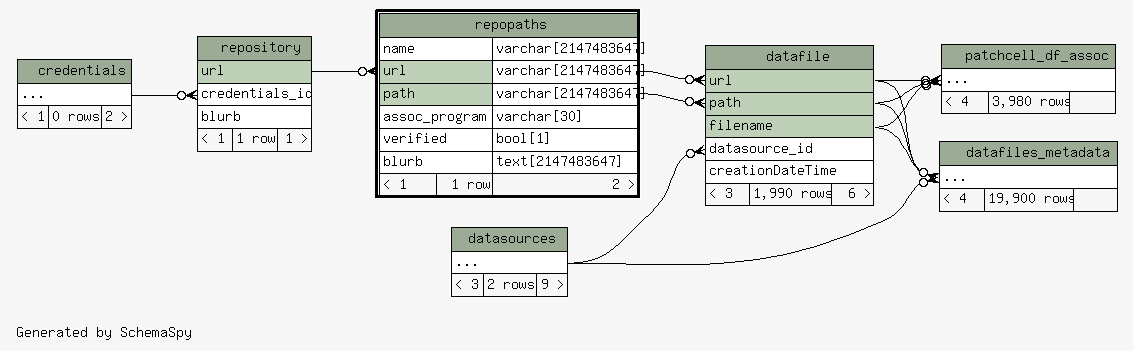 credentials
...
< 1 0 rows 2 >
repository
url
credentials_id
blurb
< 1 1 row 1 >
repopaths
name varchar[2147483647]
url varchar[2147483647]
path varchar[2147483647]
assoc_program varchar[30]
verified bool[1]
blurb text[2147483647]
< 1 1 row 2 >
datafile
url
path
filename
datasource_id
creationDateTime
< 3 1,990 rows 6 >
patchcell_df_assoc
...
< 4 3,980 rows
datafiles_metadata
...
< 4 19,900 rows
datasources
...
< 3 2 rows 9 >
Generated by SchemaSpy